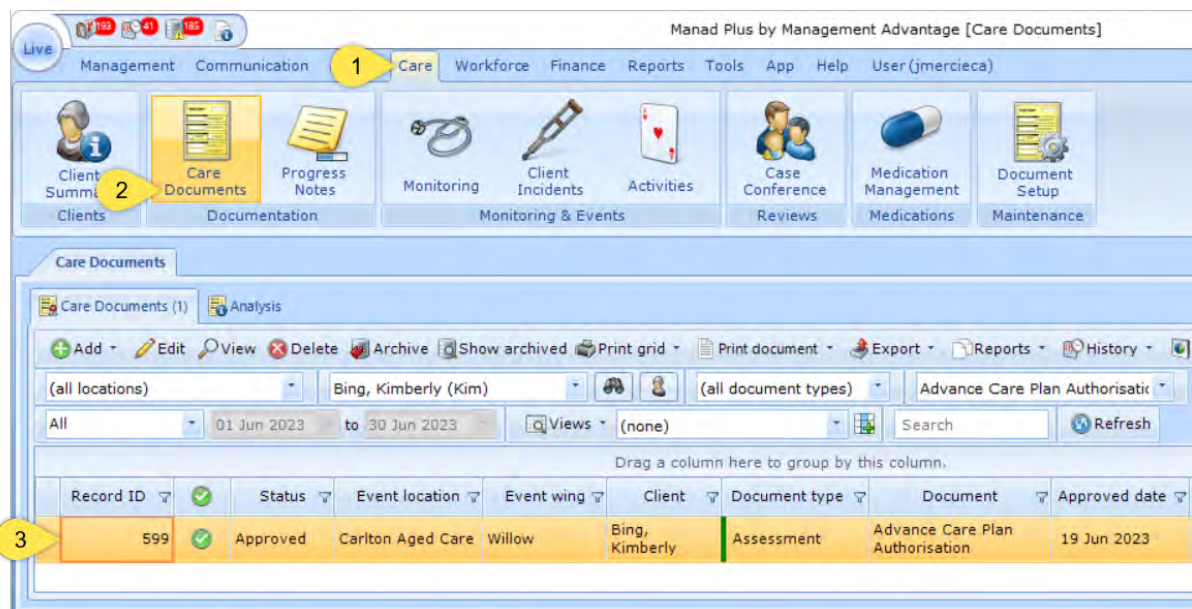 193 41 185
Manad Plus by Management Advantage [Care Documents]
Live
Management Communication 1 Care Workforce Finance Reports Tools App Help User (jmercieca)
Client Care Progress Monitoring Client Activities Case Medication Document
2 Documents Notes Incidents Conference Management Setup
Clients Documentation Monitoring & Events Reviews Medications Maintenance
Care Documents
Care Documents (1) Analysis
Add Edit View Delete Archive Show archived Print grid Print document Export Reports History
(all locations) Bing, Kimberly (Kim) (all document types) Advance Care Plan
All 01 Jun 2023 to 30 Jun 2023 Views (none) Search Refresh
Drag a column here to group by this column.
Record ID Status Event location Event wing Client Document type Document Approved date
3 599 Approved Carlton Aged Care Willow Bing, Assessment Advance Care Plan 19 Jun 2023
Kimberly Authorisation